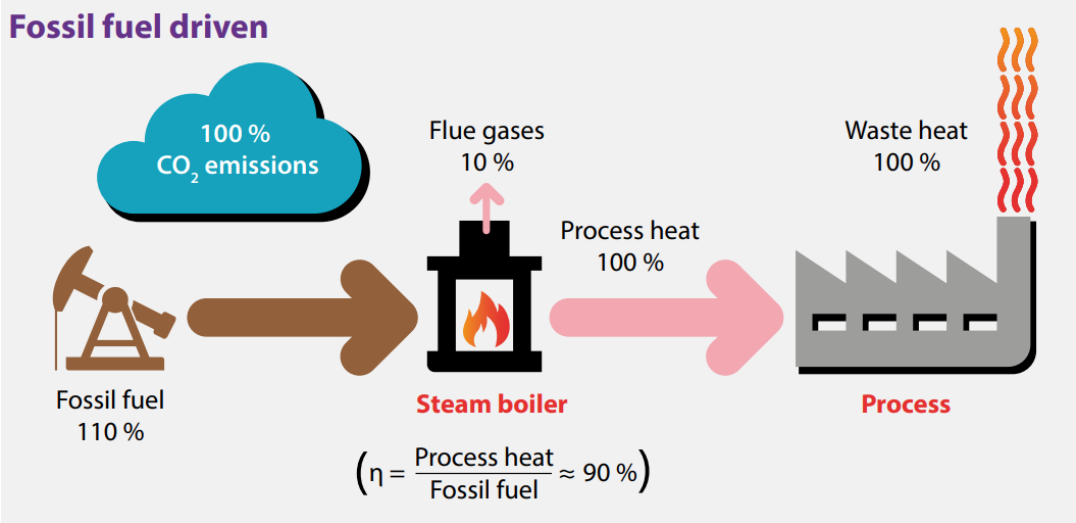 Fossil fuel driven
100 %
CO₂ emissions
Flue gases
10 %
Waste heat
100 %
Process heat
100 %
Fossil fuel
110 %
Steam boiler
Process
(η = Process heat / Fossil fuel ≈ 90 %)